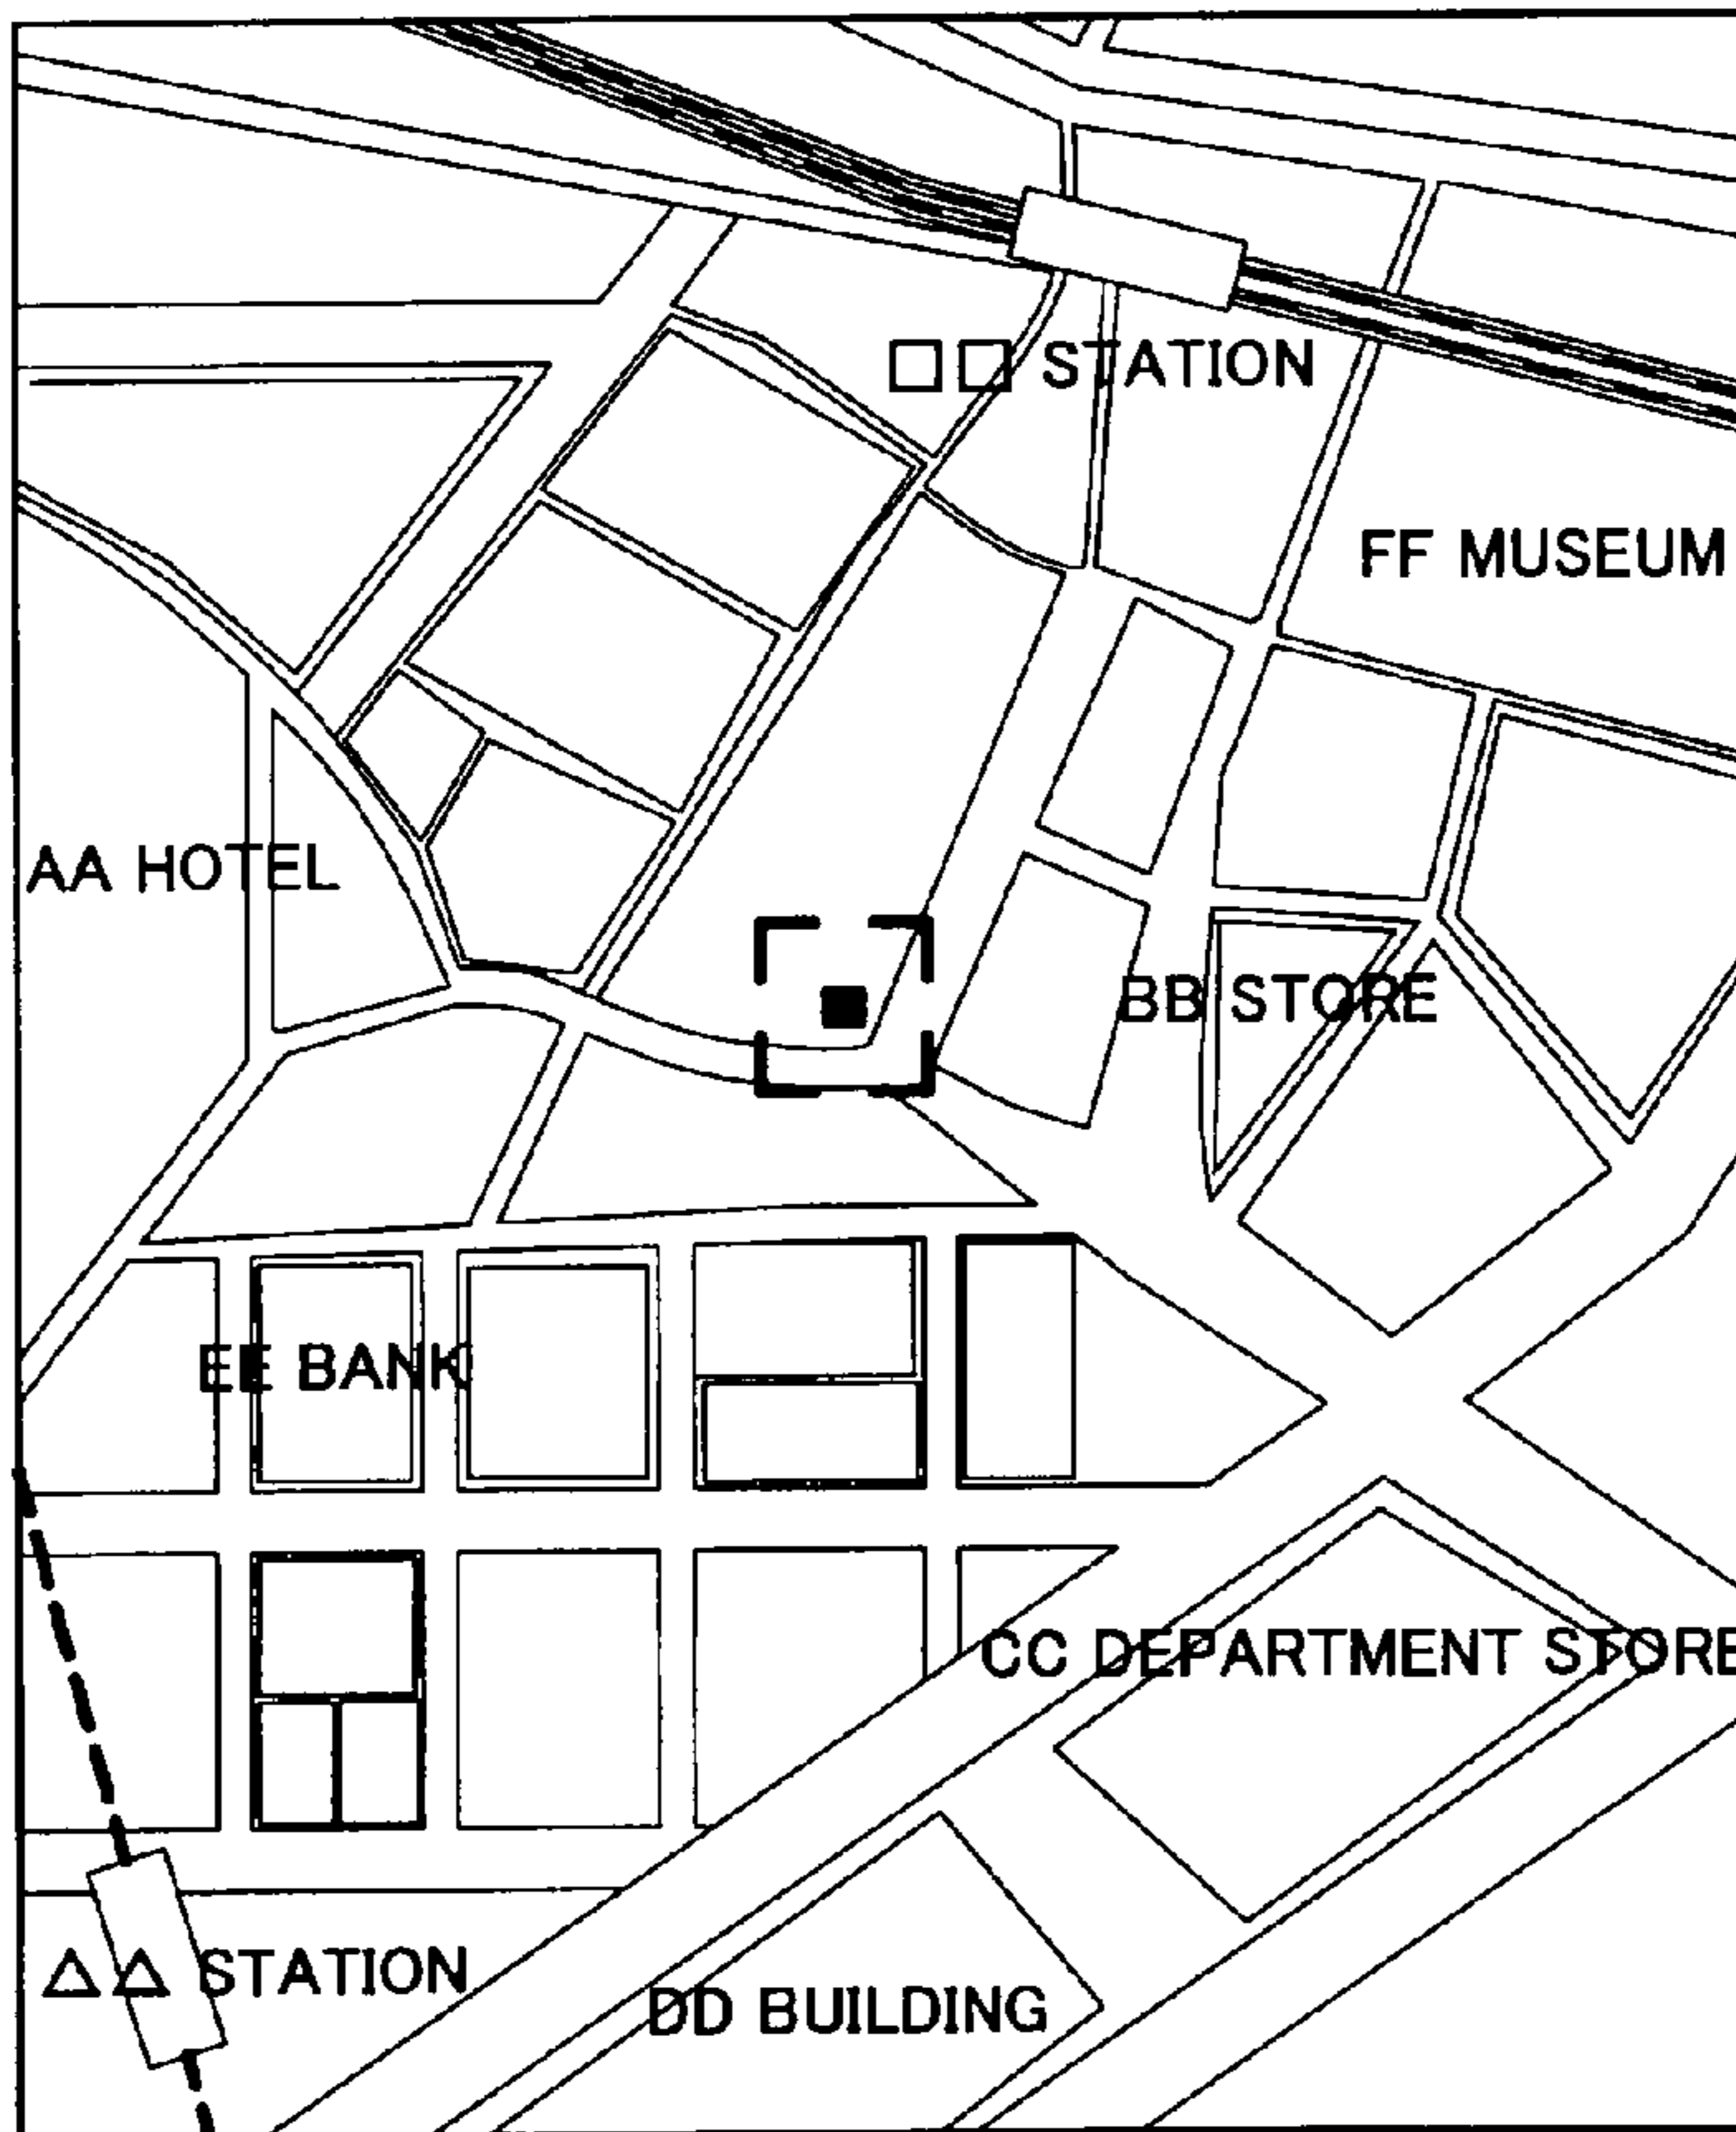 □□ STATION
FF MUSEUM
AA HOTEL
BB STORE
EE BANK
CC DEPARTMENT STORE
△△ STATION
DD BUILDING